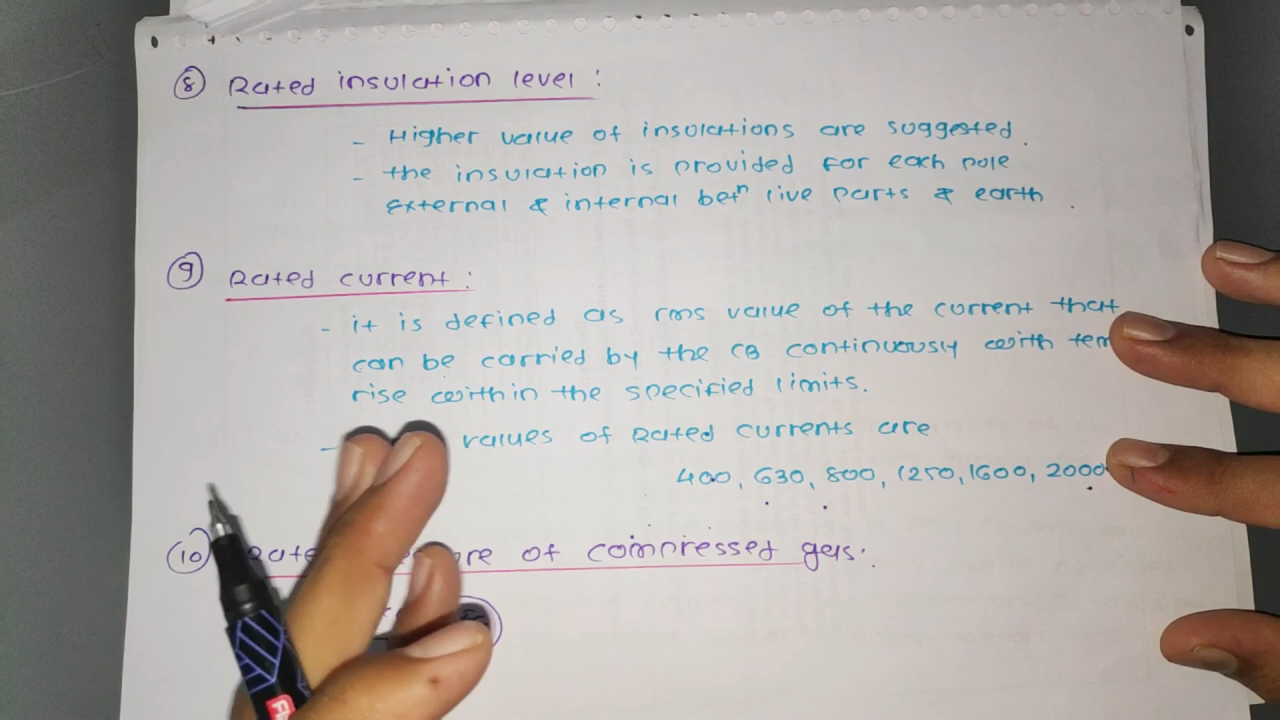 8 Rated insulation level :
- Higher value of insulations are suggested.
- the insulation is provided for each pole
external & internal betⁿ live parts & earth.
9 Rated current :
- it is defined as rms value of the current that
can be carried by the CB continuously with tem
rise within the specified limits.
- values of Rated currents are
400, 630, 800, 1250, 1600, 2000
10 of compressed gas.